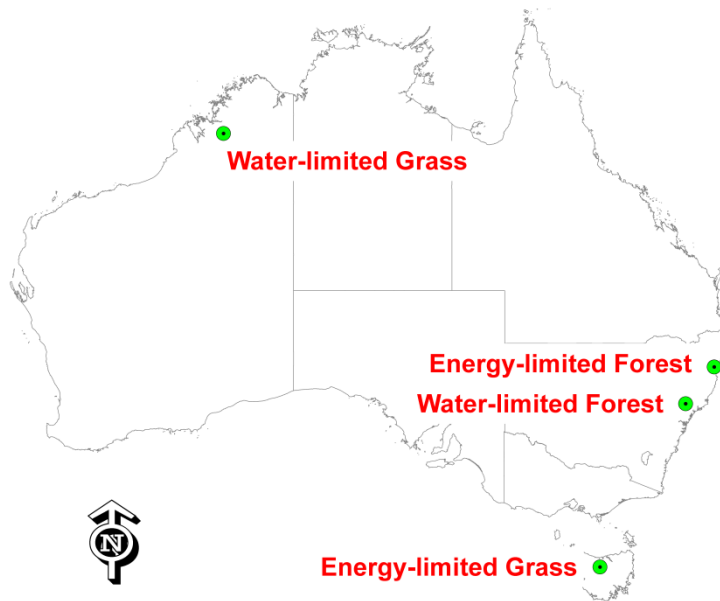 Water-limited Grass
Energy-limited Forest
Water-limited Forest
N
Energy-limited Grass